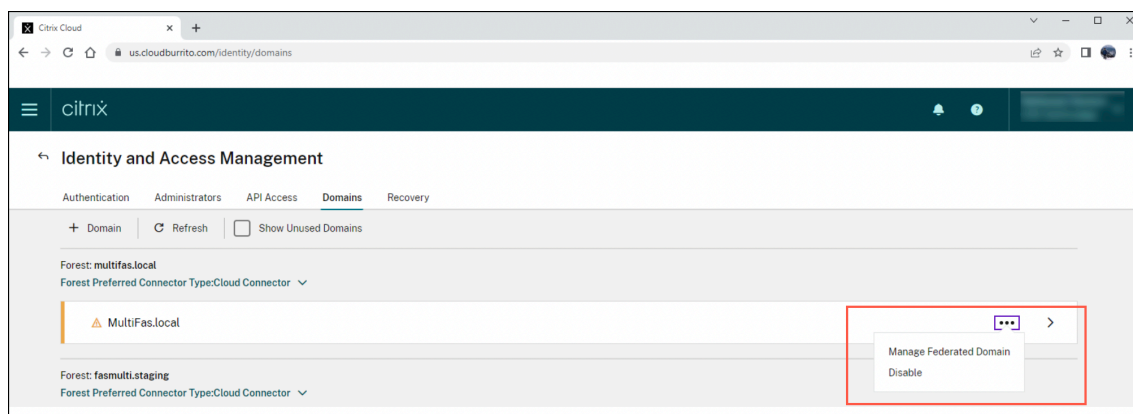 Citrix Cloud
us.cloudburrito.com/identity/domains
citrix
Identity and Access Management
Authentication Administrators API Access Domains Recovery
+ Domain Refresh Show Unused Domains
Forest: multifas.local
Forest Preferred Connector Type:Cloud Connector
MultiFas.local
Manage Federated Domain
Disable
Forest: fasmulti.staging
Forest Preferred Connector Type:Cloud Connector